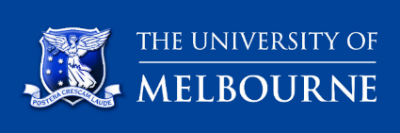 POSTERA CRESCAM LAUDE
THE UNIVERSITY OF
MELBOURNE